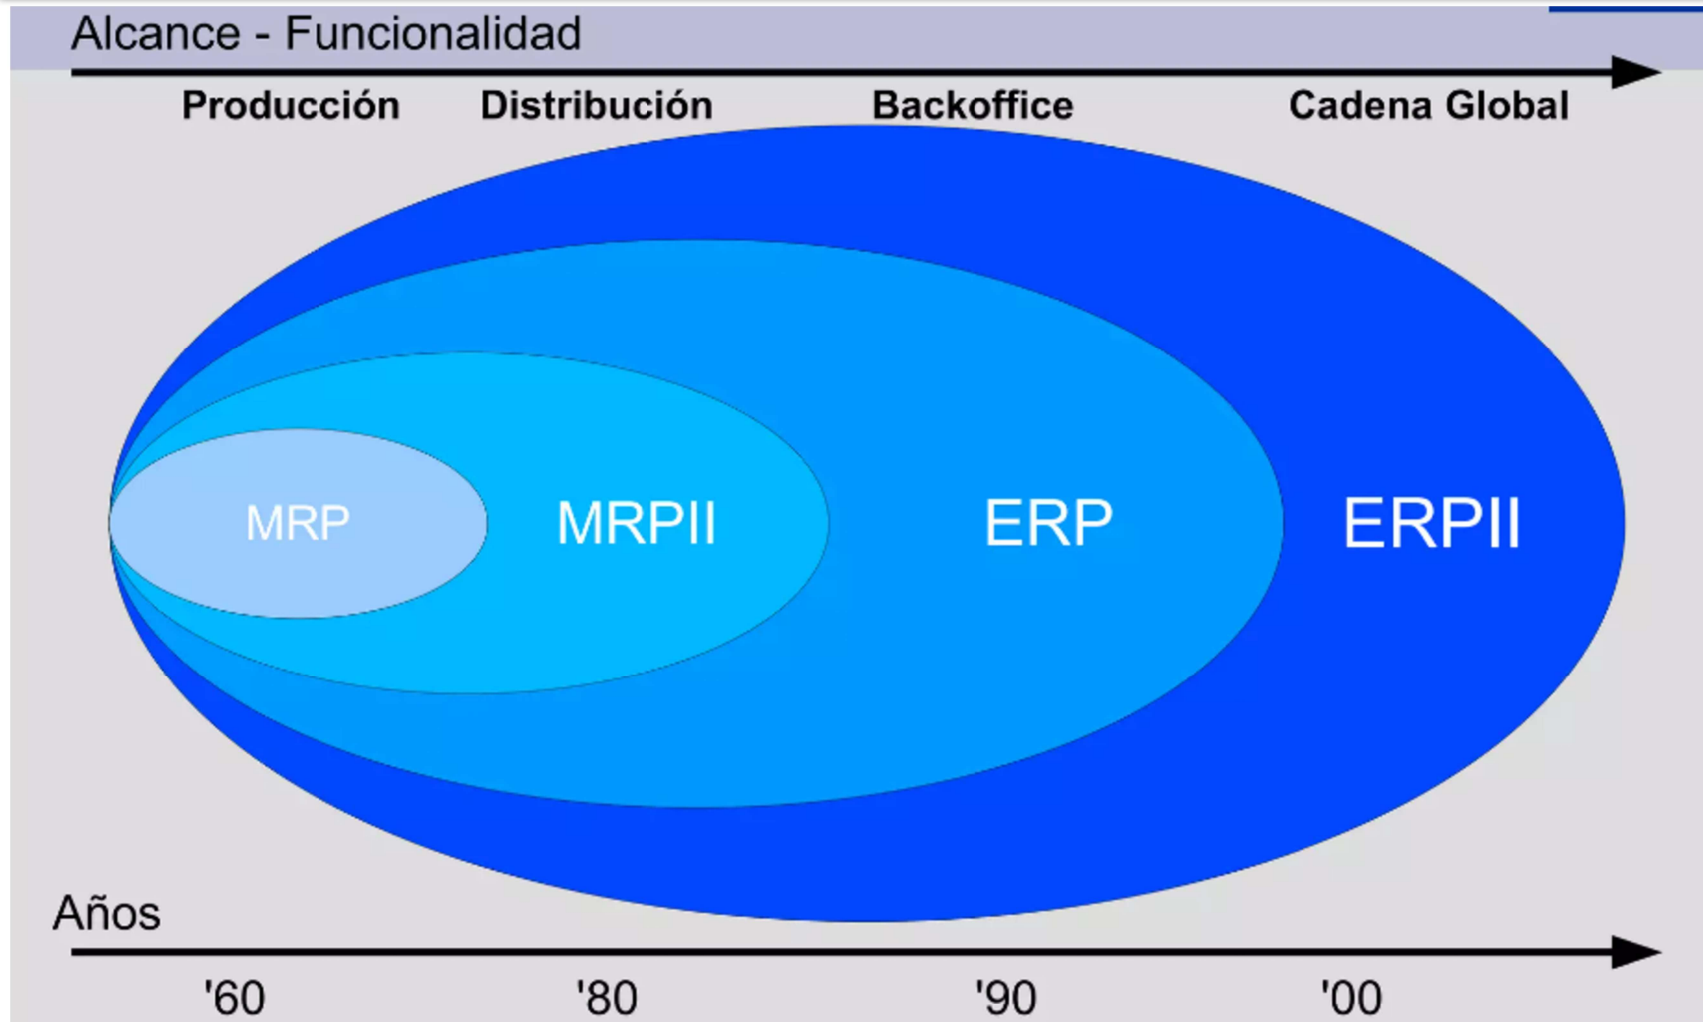 Alcance - Funcionalidad
Producción Distribución Backoffice Cadena Global
MRP MRPII ERP ERPII
Años
'60 '80 '90 '00